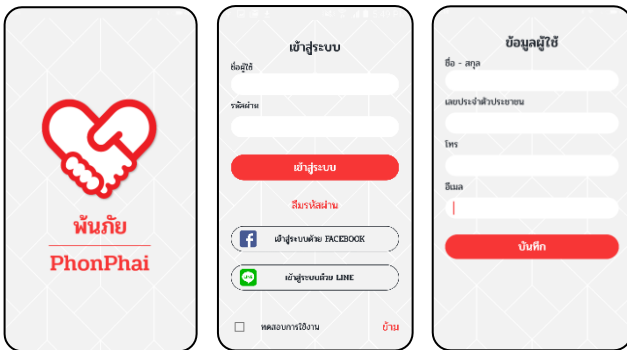 พ้นภัย
PhonPhai
เข้าสู่ระบบ
ชื่อผู้ใช้
รหัสผ่าน
เข้าสู่ระบบ
ลืมรหัสผ่าน
เข้าสู่ระบบด้วย FACEBOOK
เข้าสู่ระบบด้วย LINE
ทดสอบการใช้งาน
ข้าม
ข้อมูลผู้ใช้
ชื่อ - สกุล
เลขประจำตัวประชาชน
โทร
อีเมล
บันทึก